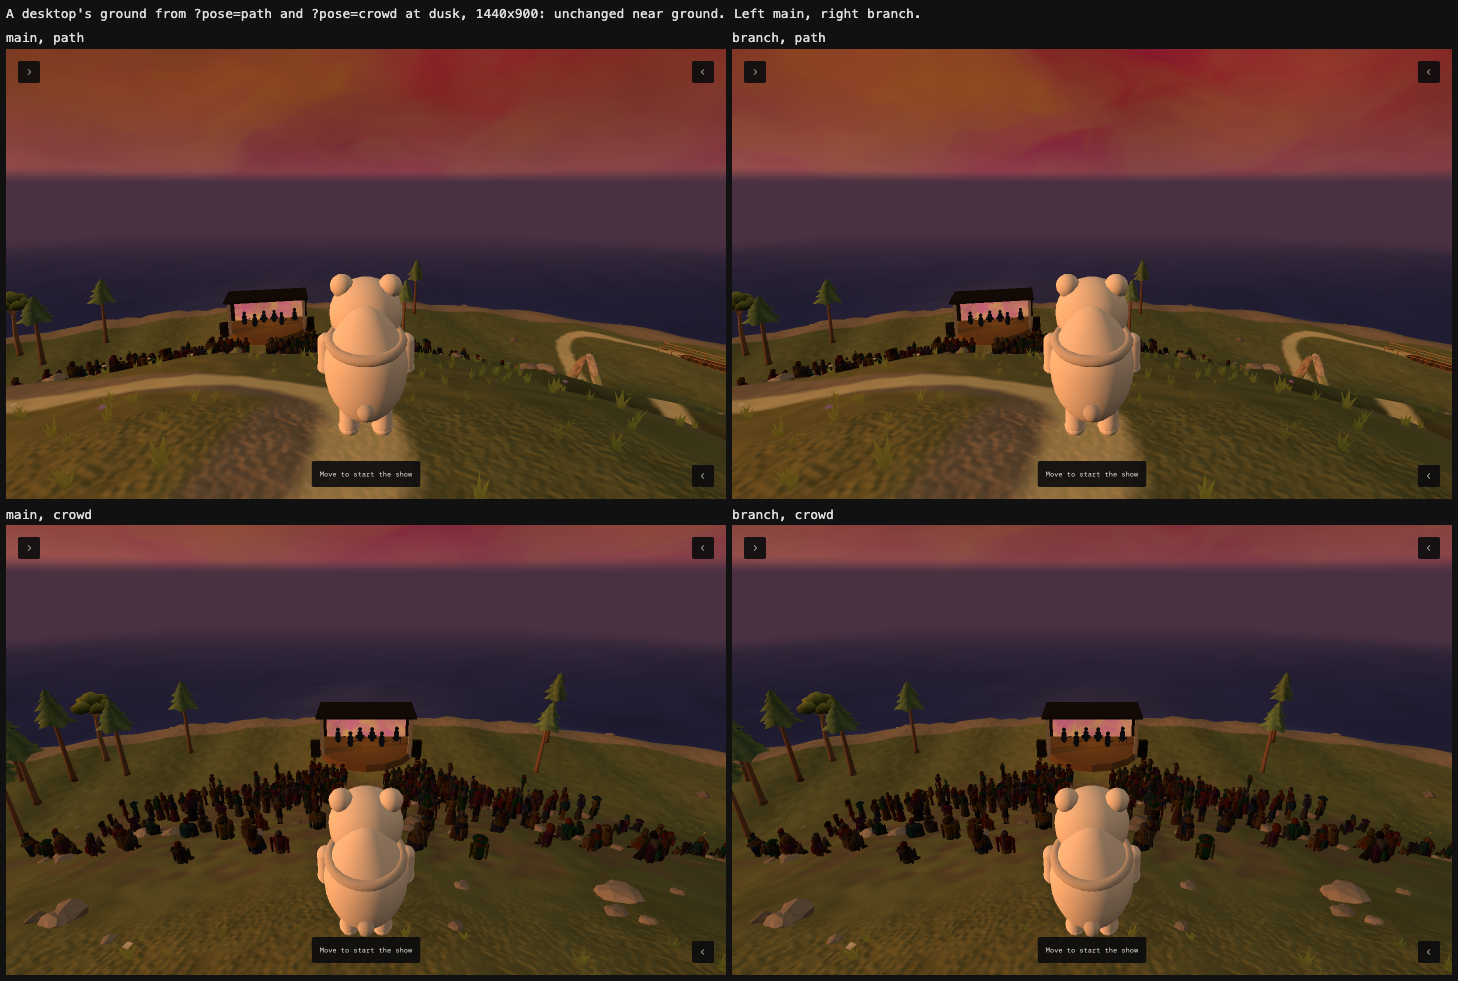 A desktop's ground from ?pose=path and ?pose=crowd at dusk, 1440x900: unchanged near ground. Left main, right branch.
main, path
branch, path
Move to start the show
Move to start the show
main, crowd
branch, crowd
Move to start the show
Move to start the show